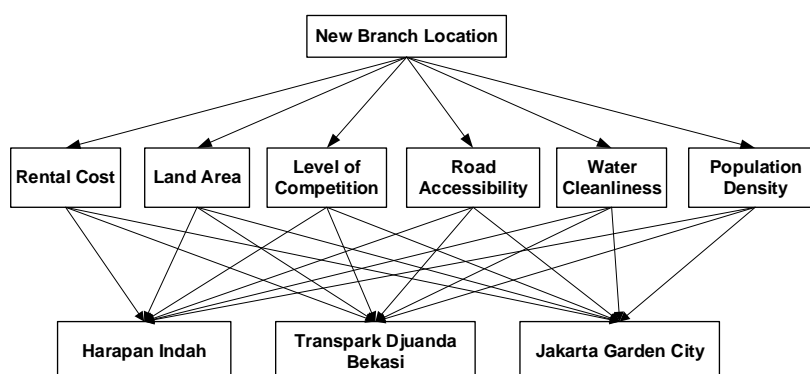 New Branch Location
Rental Cost
Land Area
Level of
Competition
Road
Accessibility
Water
Cleanliness
Population
Density
Harapan Indah
Transpark Djuanda
Bekasi
Jakarta Garden City